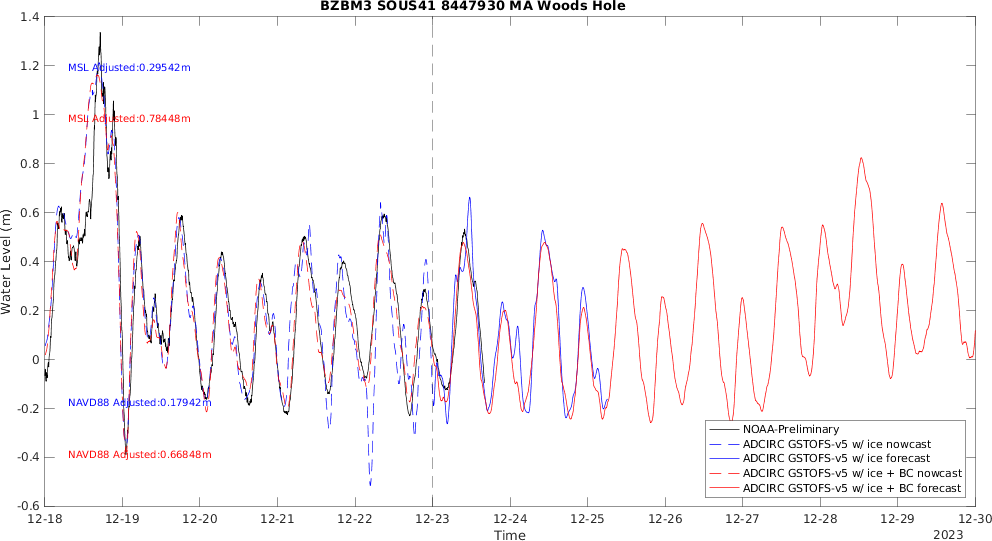 BZBM3 SOUS41 8447930 MA Woods Hole
1.4
1.2
1
0.8
0.6
0.4
0.2
0
-0.2
-0.4
-0.6
Water Level (m)
MSL Adjusted:0.29542m
MSL Adjusted:0.78448m
NAVD88 Adjusted:0.17942m
NAVD88 Adjusted:0.66848m
NOAA-Preliminary
ADCIRC GSTOFS-v5 w/ ice nowcast
ADCIRC GSTOFS-v5 w/ ice forecast
ADCIRC GSTOFS-v5 w/ ice + BC nowcast
ADCIRC GSTOFS-v5 w/ ice + BC forecast
12-18 12-19 12-20 12-21 12-22 12-23 12-24 12-25 12-26 12-27 12-28 12-29 12-30
Time
2023